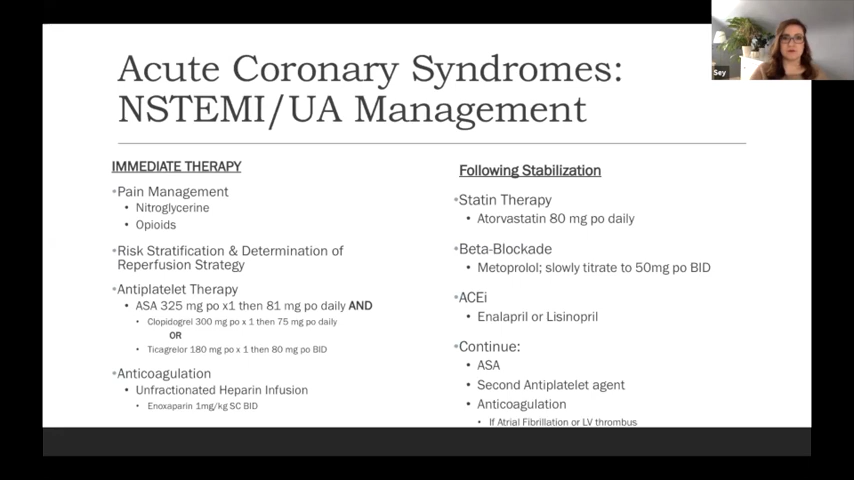 Acute Coronary Syndromes:
NSTEMI/UA Management
IMMEDIATE THERAPY
•Pain Management
• Nitroglycerine
• Opioids
•Risk Stratification & Determination of
Reperfusion Strategy
•Antiplatelet Therapy
• ASA 325 mg po x1 then 81 mg po daily AND
• Clopidogrel 300 mg po x 1 then 75 mg po daily
OR
• Ticagrelor 180 mg po x 1 then 80 mg po BID
•Anticoagulation
• Unfractionated Heparin Infusion
• Enoxaparin 1mg/kg SC BID
Following Stabilization
•Statin Therapy
• Atorvastatin 80 mg po daily
•Beta-Blockade
• Metoprolol; slowly titrate to 50mg po BID
•ACEi
• Enalapril or Lisinopril
•Continue:
• ASA
• Second Antiplatelet agent
• Anticoagulation
• If Atrial Fibrillation or LV thrombus
Sey